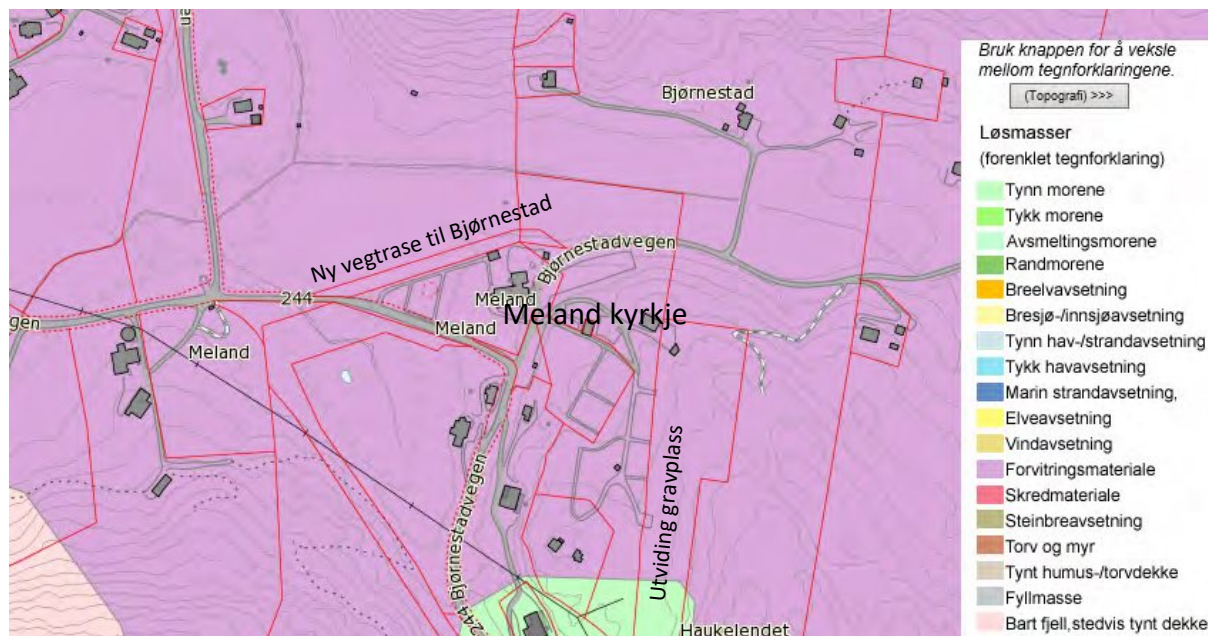 Bruk knappen for å veksle
mellom tegnforklaringene.
(Topografi) >>>
Løsmasser
(forenklet tegnforklaring)
Tynn morene
Tykk morene
Avsmeltingsmorene
Randmorene
Breelvavsetning
Bresjø-/innsjøavsetning
Tynn hav-/strandavsetning
Tykk havavsetning
Marin strandavsetning,
Elveavsetning
Vindavsetning
Forvitringsmateriale
Skredmateriale
Steinbreavsetning
Torv og myr
Tynt humus-/torvdekke
Fyllmasse
Bart fjell,stedvis tynt dekke
Bjørnestad
Ny vegtrase til Bjørnestad
Bjørnestadvegen
244
Meland
Meland kyrkje
Meland
gen
Meland
244 Bjørnestadvegen
Utviding gravplass
Haukelendet